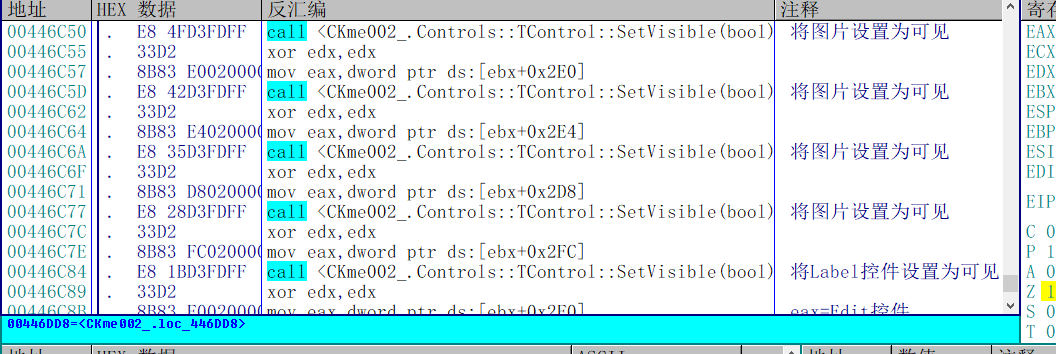 地址 HEX 数据 反汇编 注释
00446C50 . E8 4FD3FDFF call <CKme002_.Controls::TControl::SetVisible(bool) 将图片设置为可见 EAX
00446C55 . 33D2 xor edx,edx ECX
00446C57 . 8B83 E0020000 mov eax,dword ptr ds:[ebx+0x2E0] EDX
00446C5D . E8 42D3FDFF call <CKme002_.Controls::TControl::SetVisible(bool) 将图片设置为可见 EBX
00446C62 . 33D2 xor edx,edx ESP
00446C64 . 8B83 E4020000 mov eax,dword ptr ds:[ebx+0x2E4] EBP
00446C6A . E8 35D3FDFF call <CKme002_.Controls::TControl::SetVisible(bool) 将图片设置为可见 ESI
00446C6F . 33D2 xor edx,edx EDI
00446C71 . 8B83 D8020000 mov eax,dword ptr ds:[ebx+0x2D8]
00446C77 . E8 28D3FDFF call <CKme002_.Controls::TControl::SetVisible(bool) 将图片设置为可见 EIP
00446C7C . 33D2 xor edx,edx C 0
00446C7E . 8B83 FC020000 mov eax,dword ptr ds:[ebx+0x2FC] P 1
00446C84 . E8 1BD3FDFF call <CKme002_.Controls::TControl::SetVisible(bool) 将Label控件设置为可见 A 0
00446C89 . 33D2 xor edx,edx Z 1
00446C8B . mov eax,dword ptr ds: eax=Edit控件 S 0
00446DD8=<CKme002_.loc_446DD8> T 0
地址 HEX 数据 ASCII 地址 数值 注释